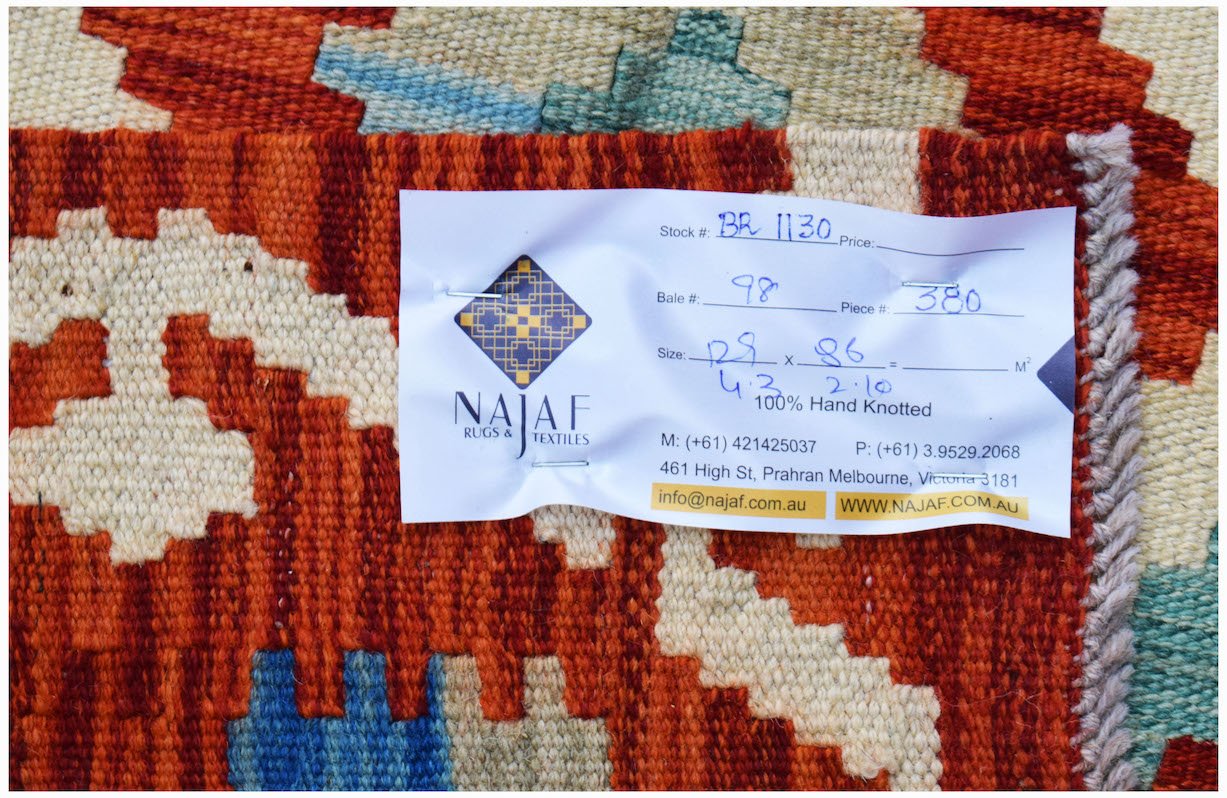 NAJAF
RUGS & TEXTILES
Stock #: BR 1130 Price:
Bale #: 98 Piece #: 380
Size: 129 x 86 = M²
4.3 2.10
100% Hand Knotted
M: (+61) 421425037 P: (+61) 3.9529.2068
461 High St, Prahran Melbourne, Victoria 3181
info@najaf.com.au WWW.NAJAF.COM.AU